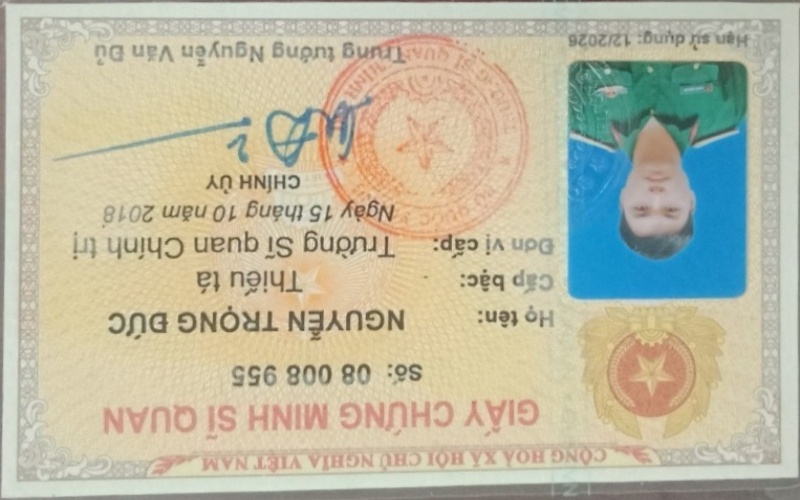 CỘNG HOÀ XÃ HỘI CHỦ NGHĨA VIỆT NAM
GIẤY CHỨNG MINH SĨ QUAN
Số: 08 008 955
Họ tên: NGUYỄN TRỌNG ĐỨC
Cấp bậc: Thiếu tá
Đơn vị cấp: Trường Sĩ quan Chính trị
Ngày 15 tháng 10 năm 2018
CHÍNH ỦY
Hạn sử dụng: 12/2026
Trung tướng Nguyễn Văn Đủ